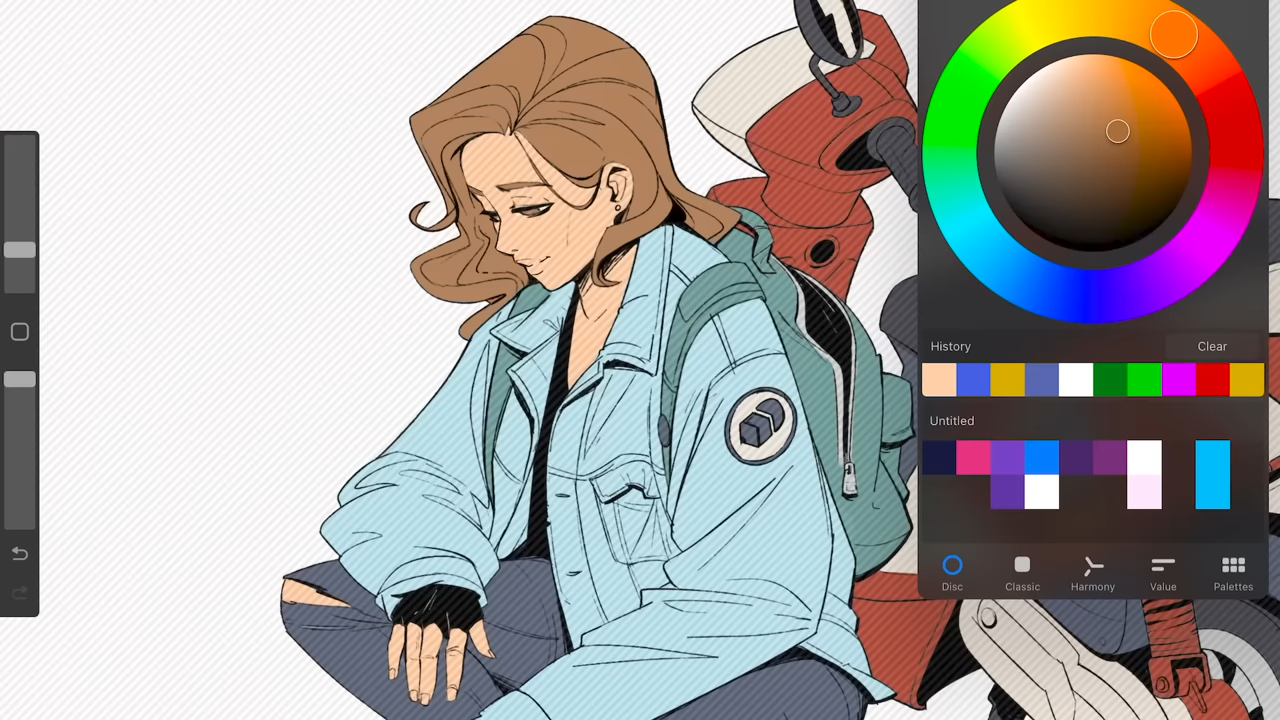 History
Clear
Untitled
Disc
Classic
Harmony
Value
Palettes